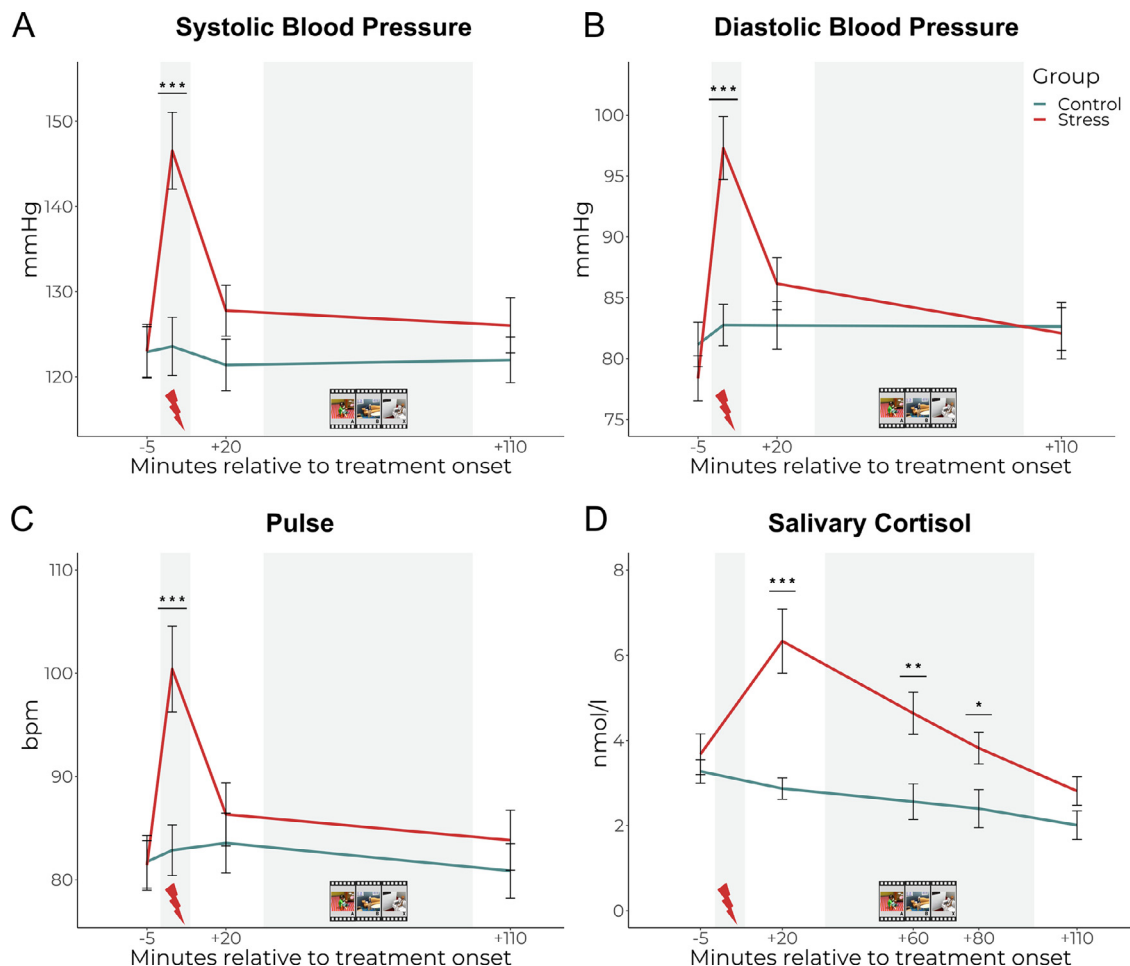 A
Systolic Blood Pressure
***
150
140
130
120
mmHg
A B X
-5 +20 +110
Minutes relative to treatment onset
B
Diastolic Blood Pressure
Group
Control
Stress
***
100
95
90
85
80
75
mmHg
A B X
-5 +20 +110
Minutes relative to treatment onset
C
Pulse
***
110
100
90
80
bpm
A B X
-5 +20 +110
Minutes relative to treatment onset
D
Salivary Cortisol
***
**
*
8
6
4
2
0
nmol/l
A B X
-5 +20 +60 +80 +110
Minutes relative to treatment onset